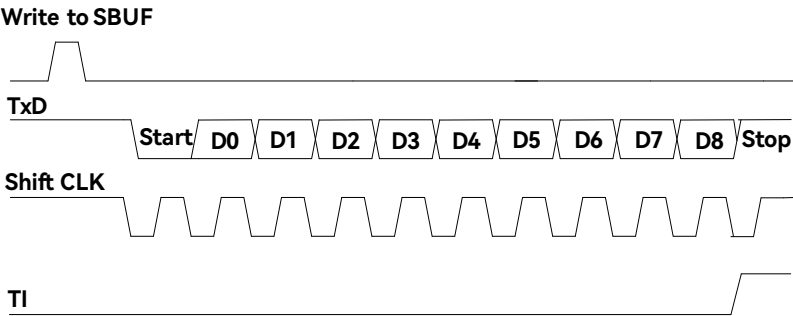 Write to SBUF
TxD
Start D0 D1 D2 D3 D4 D5 D6 D7 D8 Stop
Shift CLK
TI